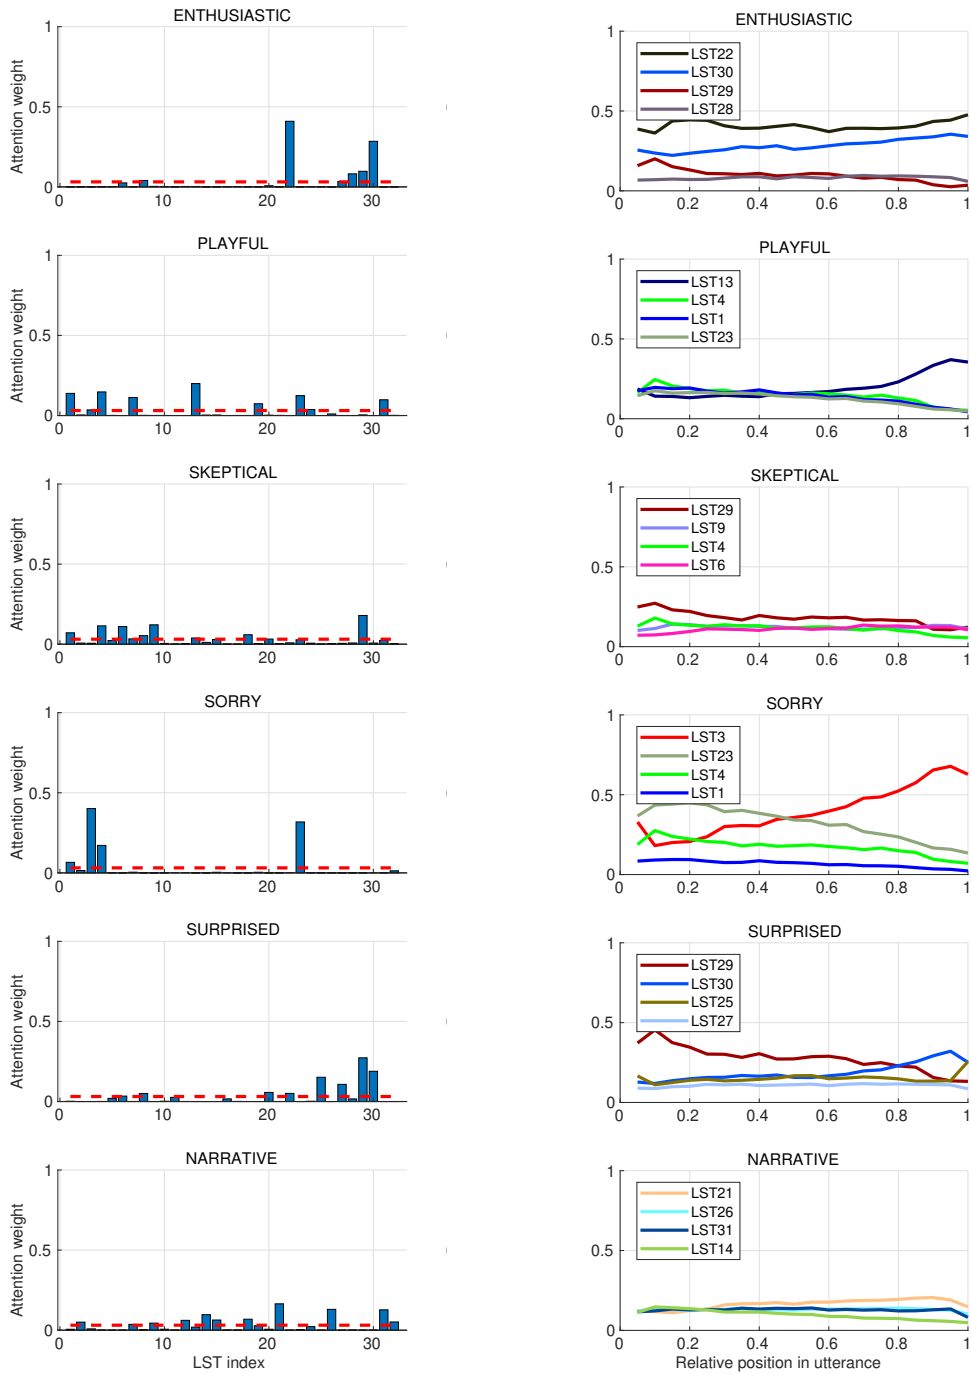 ENTHUSIASTIC
1
0.5
0
0
10
20
30
Attention weight
ENTHUSIASTIC
1
0.5
0
0
0.2
0.4
0.6
0.8
1
LST22
LST30
LST29
LST28
PLAYFUL
1
0.5
0
0
10
20
30
Attention weight
PLAYFUL
1
0.5
0
0
0.2
0.4
0.6
0.8
1
LST13
LST4
LST1
LST23
SKEPTICAL
1
0.5
0
0
10
20
30
Attention weight
SKEPTICAL
1
0.5
0
0
0.2
0.4
0.6
0.8
1
LST29
LST9
LST4
LST6
SORRY
1
0.5
0
0
10
20
30
Attention weight
SORRY
1
0.5
0
0
0.2
0.4
0.6
0.8
1
LST3
LST23
LST4
LST1
SURPRISED
1
0.5
0
0
10
20
30
Attention weight
SURPRISED
1
0.5
0
0
0.2
0.4
0.6
0.8
1
LST29
LST30
LST25
LST27
NARRATIVE
1
0.5
0
0
10
20
30
Attention weight
LST index
NARRATIVE
1
0.5
0
0
0.2
0.4
0.6
0.8
1
LST21
LST26
LST31
LST14
Relative position in utterance